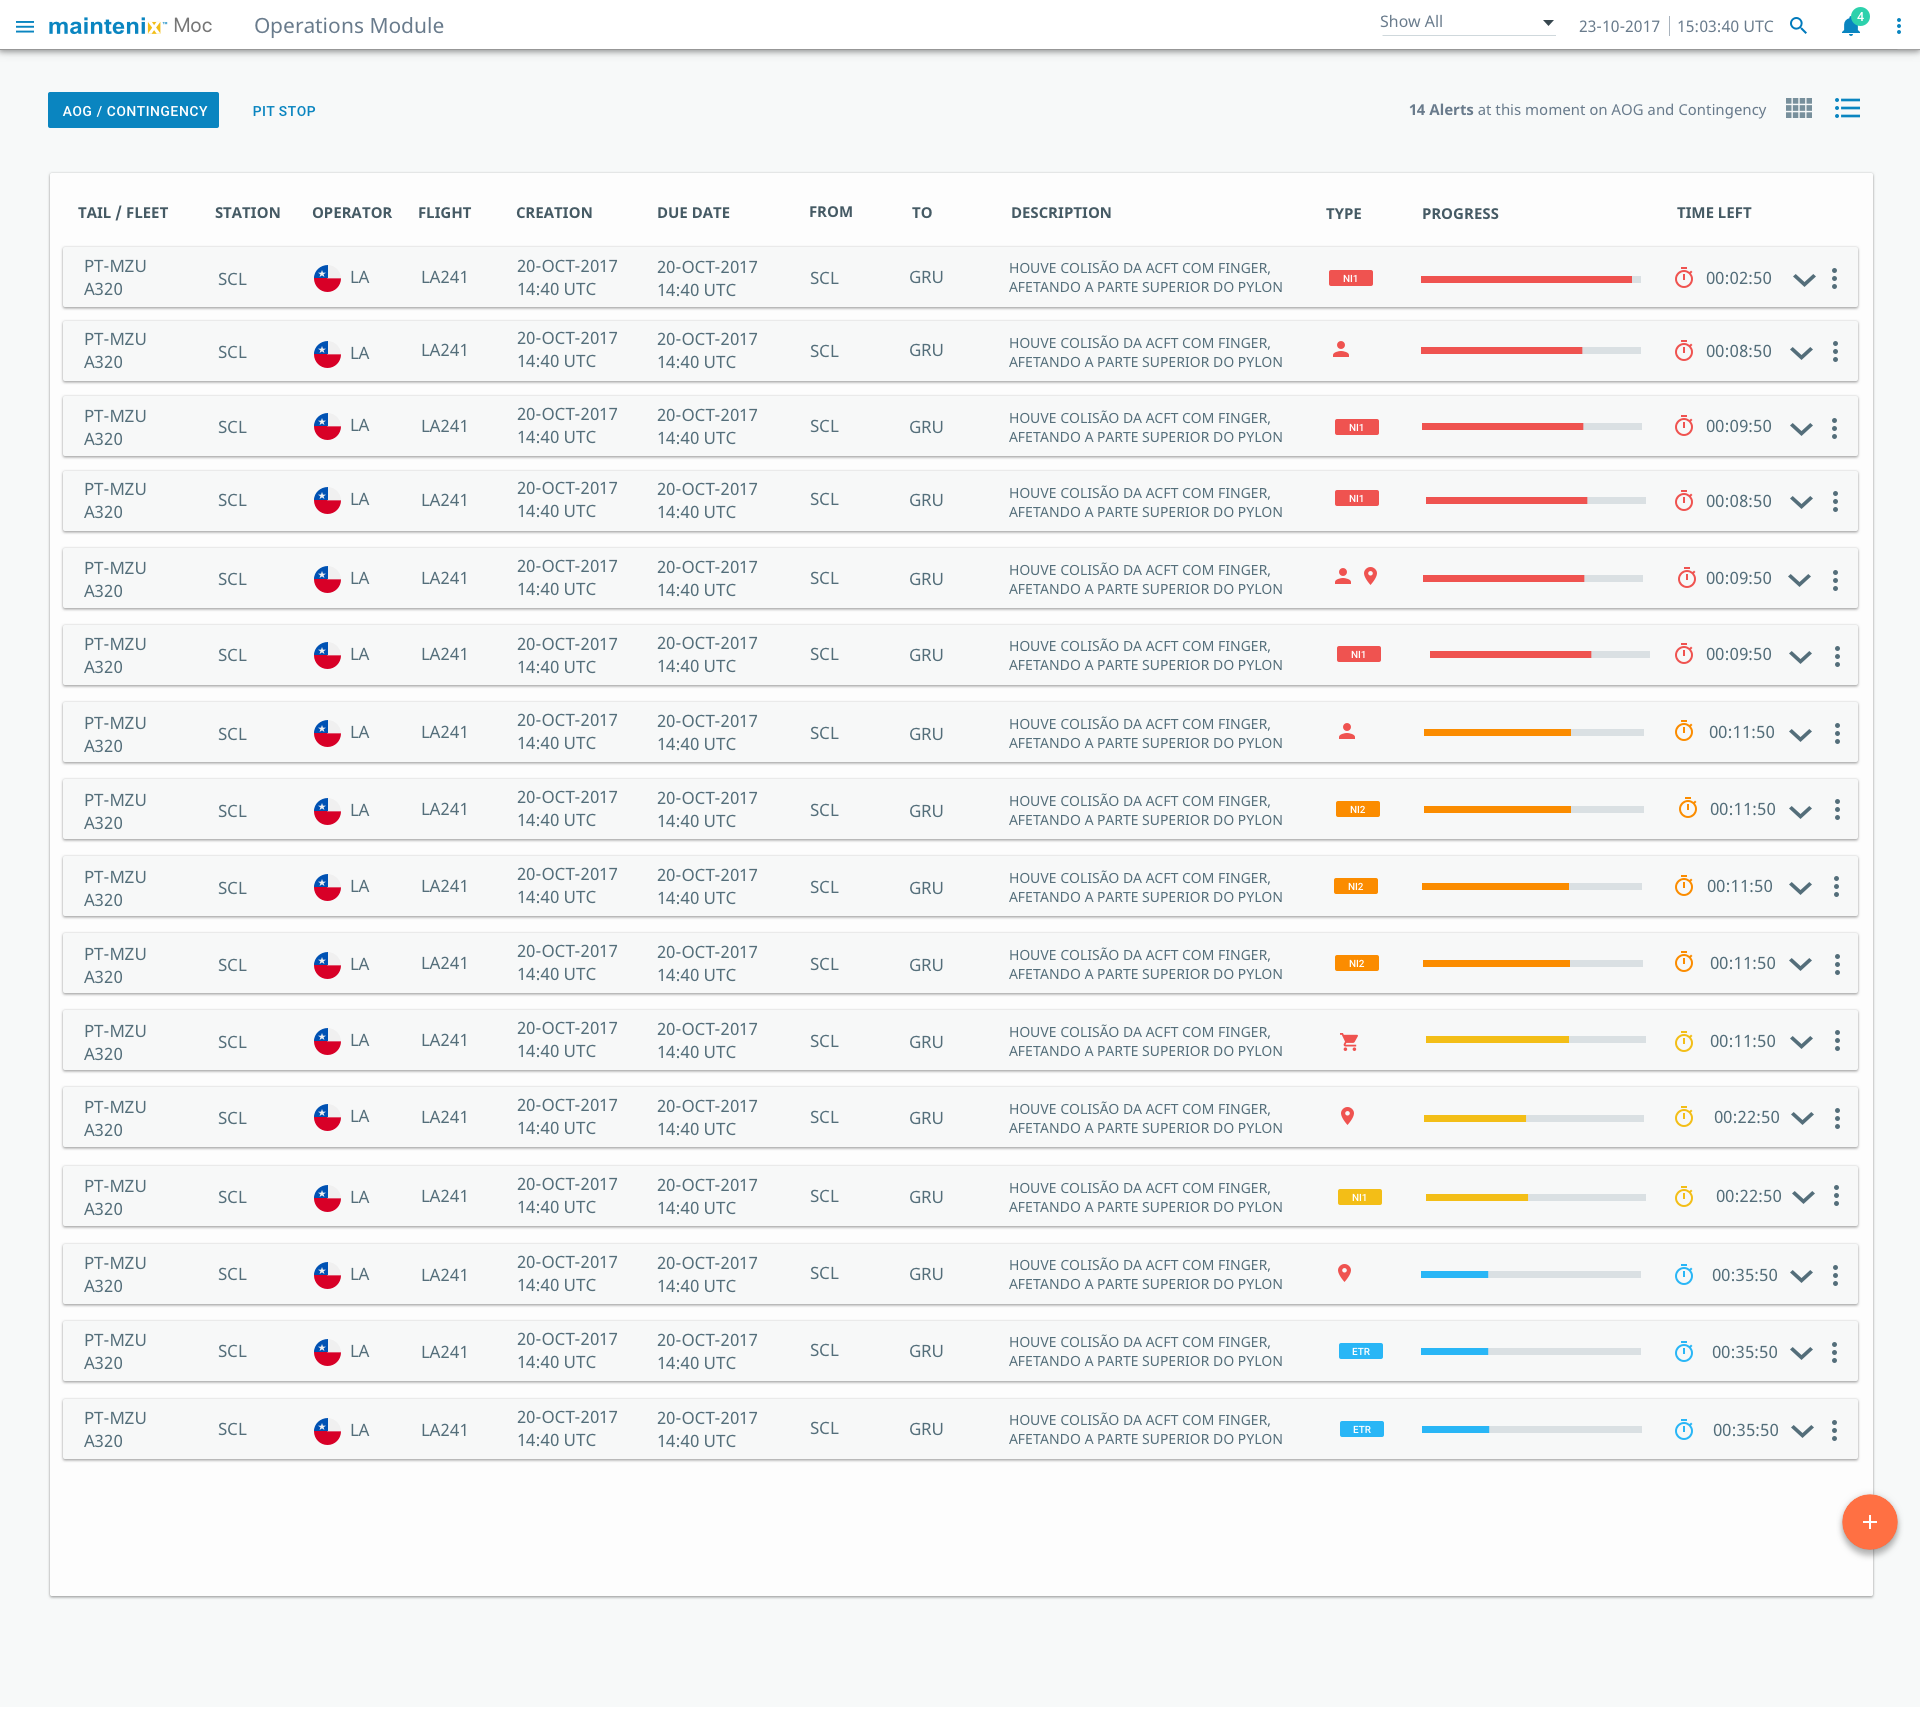 maintenix™ Moc Operations Module Show All 23-10-2017 15:03:40 UTC 4
AOG / CONTINGENCY PIT STOP 14 Alerts at this moment on AOG and Contingency
TAIL / FLEET STATION OPERATOR FLIGHT CREATION DUE DATE FROM TO DESCRIPTION TYPE PROGRESS TIME LEFT
PT-MZU 20-OCT-2017 20-OCT-2017 HOUVE COLISÃO DA ACFT COM FINGER,
SCL LA LA241 SCL GRU NI1 00:02:50
A320 14:40 UTC 14:40 UTC AFETANDO A PARTE SUPERIOR DO PYLON
PT-MZU 20-OCT-2017 20-OCT-2017 HOUVE COLISÃO DA ACFT COM FINGER,
SCL LA LA241 SCL GRU 00:08:50
A320 14:40 UTC 14:40 UTC AFETANDO A PARTE SUPERIOR DO PYLON
PT-MZU 20-OCT-2017 20-OCT-2017 HOUVE COLISÃO DA ACFT COM FINGER,
SCL LA LA241 SCL GRU NI1 00:09:50
A320 14:40 UTC 14:40 UTC AFETANDO A PARTE SUPERIOR DO PYLON
PT-MZU 20-OCT-2017 20-OCT-2017 HOUVE COLISÃO DA ACFT COM FINGER,
SCL LA LA241 SCL GRU NI1 00:08:50
A320 14:40 UTC 14:40 UTC AFETANDO A PARTE SUPERIOR DO PYLON
PT-MZU 20-OCT-2017 20-OCT-2017 HOUVE COLISÃO DA ACFT COM FINGER,
SCL LA LA241 SCL GRU 00:09:50
A320 14:40 UTC 14:40 UTC AFETANDO A PARTE SUPERIOR DO PYLON
PT-MZU 20-OCT-2017 20-OCT-2017 HOUVE COLISÃO DA ACFT COM FINGER,
SCL LA LA241 SCL GRU NI1 00:09:50
A320 14:40 UTC 14:40 UTC AFETANDO A PARTE SUPERIOR DO PYLON
PT-MZU 20-OCT-2017 20-OCT-2017 HOUVE COLISÃO DA ACFT COM FINGER,
SCL LA LA241 SCL GRU 00:11:50
A320 14:40 UTC 14:40 UTC AFETANDO A PARTE SUPERIOR DO PYLON
PT-MZU 20-OCT-2017 20-OCT-2017 HOUVE COLISÃO DA ACFT COM FINGER,
SCL LA LA241 SCL GRU NI2 00:11:50
A320 14:40 UTC 14:40 UTC AFETANDO A PARTE SUPERIOR DO PYLON
PT-MZU 20-OCT-2017 20-OCT-2017 HOUVE COLISÃO DA ACFT COM FINGER,
SCL LA LA241 SCL GRU NI2 00:11:50
A320 14:40 UTC 14:40 UTC AFETANDO A PARTE SUPERIOR DO PYLON
PT-MZU 20-OCT-2017 20-OCT-2017 HOUVE COLISÃO DA ACFT COM FINGER,
SCL LA LA241 SCL GRU NI2 00:11:50
A320 14:40 UTC 14:40 UTC AFETANDO A PARTE SUPERIOR DO PYLON
PT-MZU 20-OCT-2017 20-OCT-2017 HOUVE COLISÃO DA ACFT COM FINGER,
SCL LA LA241 SCL GRU 00:11:50
A320 14:40 UTC 14:40 UTC AFETANDO A PARTE SUPERIOR DO PYLON
PT-MZU 20-OCT-2017 20-OCT-2017 HOUVE COLISÃO DA ACFT COM FINGER,
SCL LA LA241 SCL GRU 00:22:50
A320 14:40 UTC 14:40 UTC AFETANDO A PARTE SUPERIOR DO PYLON
PT-MZU 20-OCT-2017 20-OCT-2017 HOUVE COLISÃO DA ACFT COM FINGER,
SCL LA LA241 SCL GRU NI1 00:22:50
A320 14:40 UTC 14:40 UTC AFETANDO A PARTE SUPERIOR DO PYLON
PT-MZU 20-OCT-2017 20-OCT-2017 HOUVE COLISÃO DA ACFT COM FINGER,
SCL LA LA241 SCL GRU 00:35:50
A320 14:40 UTC 14:40 UTC AFETANDO A PARTE SUPERIOR DO PYLON
PT-MZU 20-OCT-2017 20-OCT-2017 HOUVE COLISÃO DA ACFT COM FINGER,
SCL LA LA241 SCL GRU ETR 00:35:50
A320 14:40 UTC 14:40 UTC AFETANDO A PARTE SUPERIOR DO PYLON
PT-MZU 20-OCT-2017 20-OCT-2017 HOUVE COLISÃO DA ACFT COM FINGER,
SCL LA LA241 SCL GRU ETR 00:35:50
A320 14:40 UTC 14:40 UTC AFETANDO A PARTE SUPERIOR DO PYLON